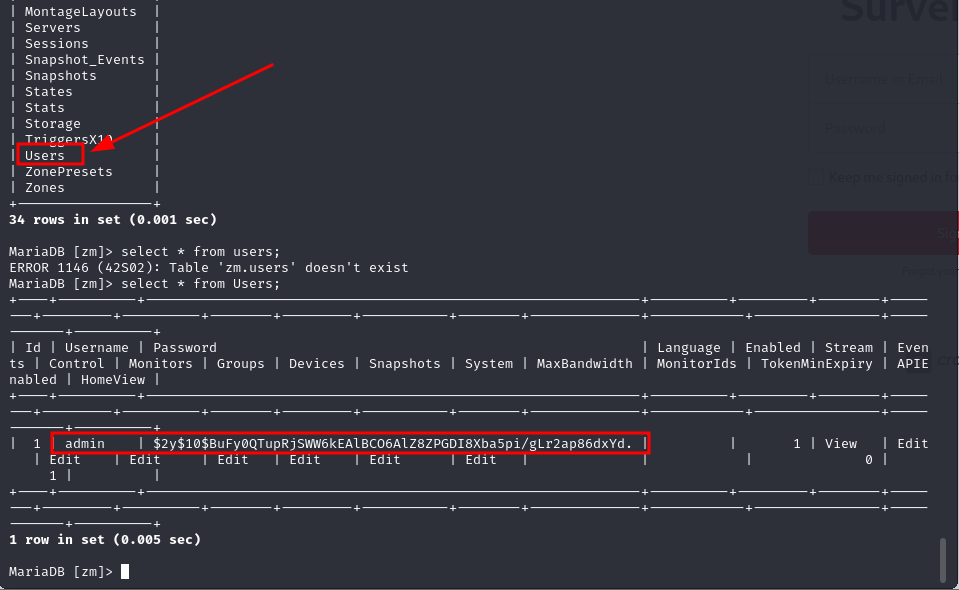 | MontageLayouts |
| Servers |
| Sessions |
| Snapshot_Events |
| Snapshots |
| States |
| Stats |
| Storage |
| TriggersX10 |
| Users |
| ZonePresets |
| Zones |
34 rows in set (0.001 sec)
MariaDB [zm]> select * from users;
ERROR 1146 (42S02): Table 'zm.users' doesn't exist
MariaDB [zm]> select * from Users;
| Id | Username | Password | Language | Enabled | Stream | Even
ts | Control | Monitors | Groups | Devices | Snapshots | System | MaxBandwidth | MonitorIds | TokenMinExpiry | APIE
nabled | HomeView |
| 1 | admin | $2y$10$BuFy0QTupRjSWW6kEAlBCO6AlZ8ZPGDI8Xba5pi/gLr2ap86dxYd. | | 1 | View | Edit
| Edit | Edit | Edit | Edit | Edit | Edit | | | 0 |
1 | |
1 row in set (0.005 sec)
MariaDB [zm]>
Surve
Username or Email
Password
Keep me signed in fo